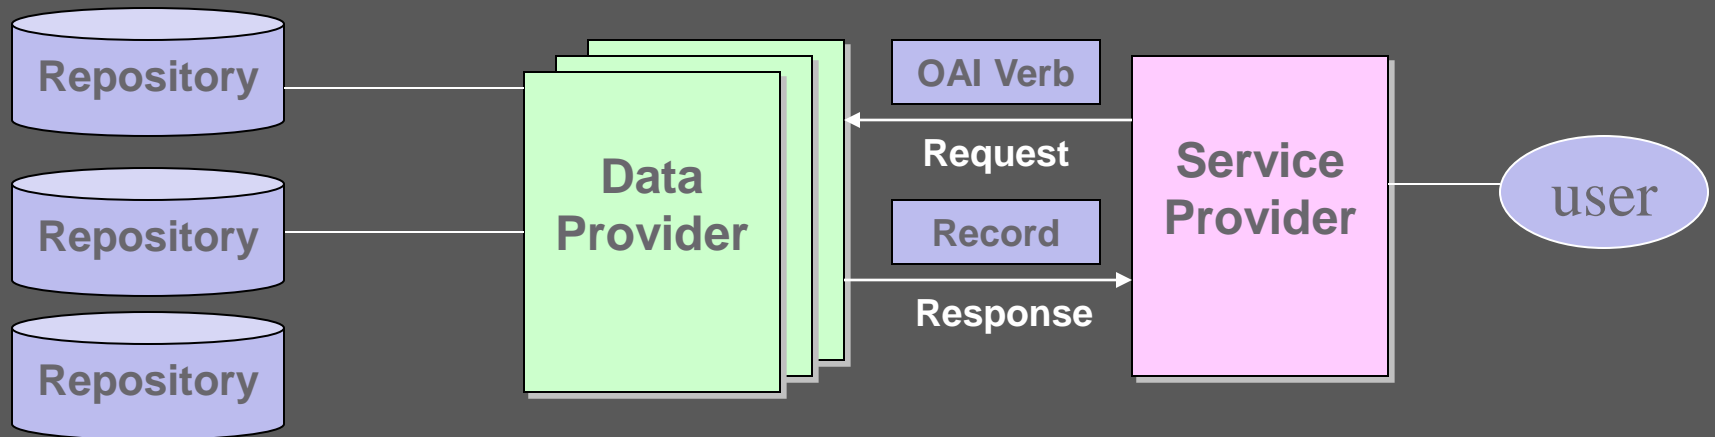 Repository
Repository
Repository
Data
Provider
OAI Verb
Request
Record
Response
Service
Provider
user